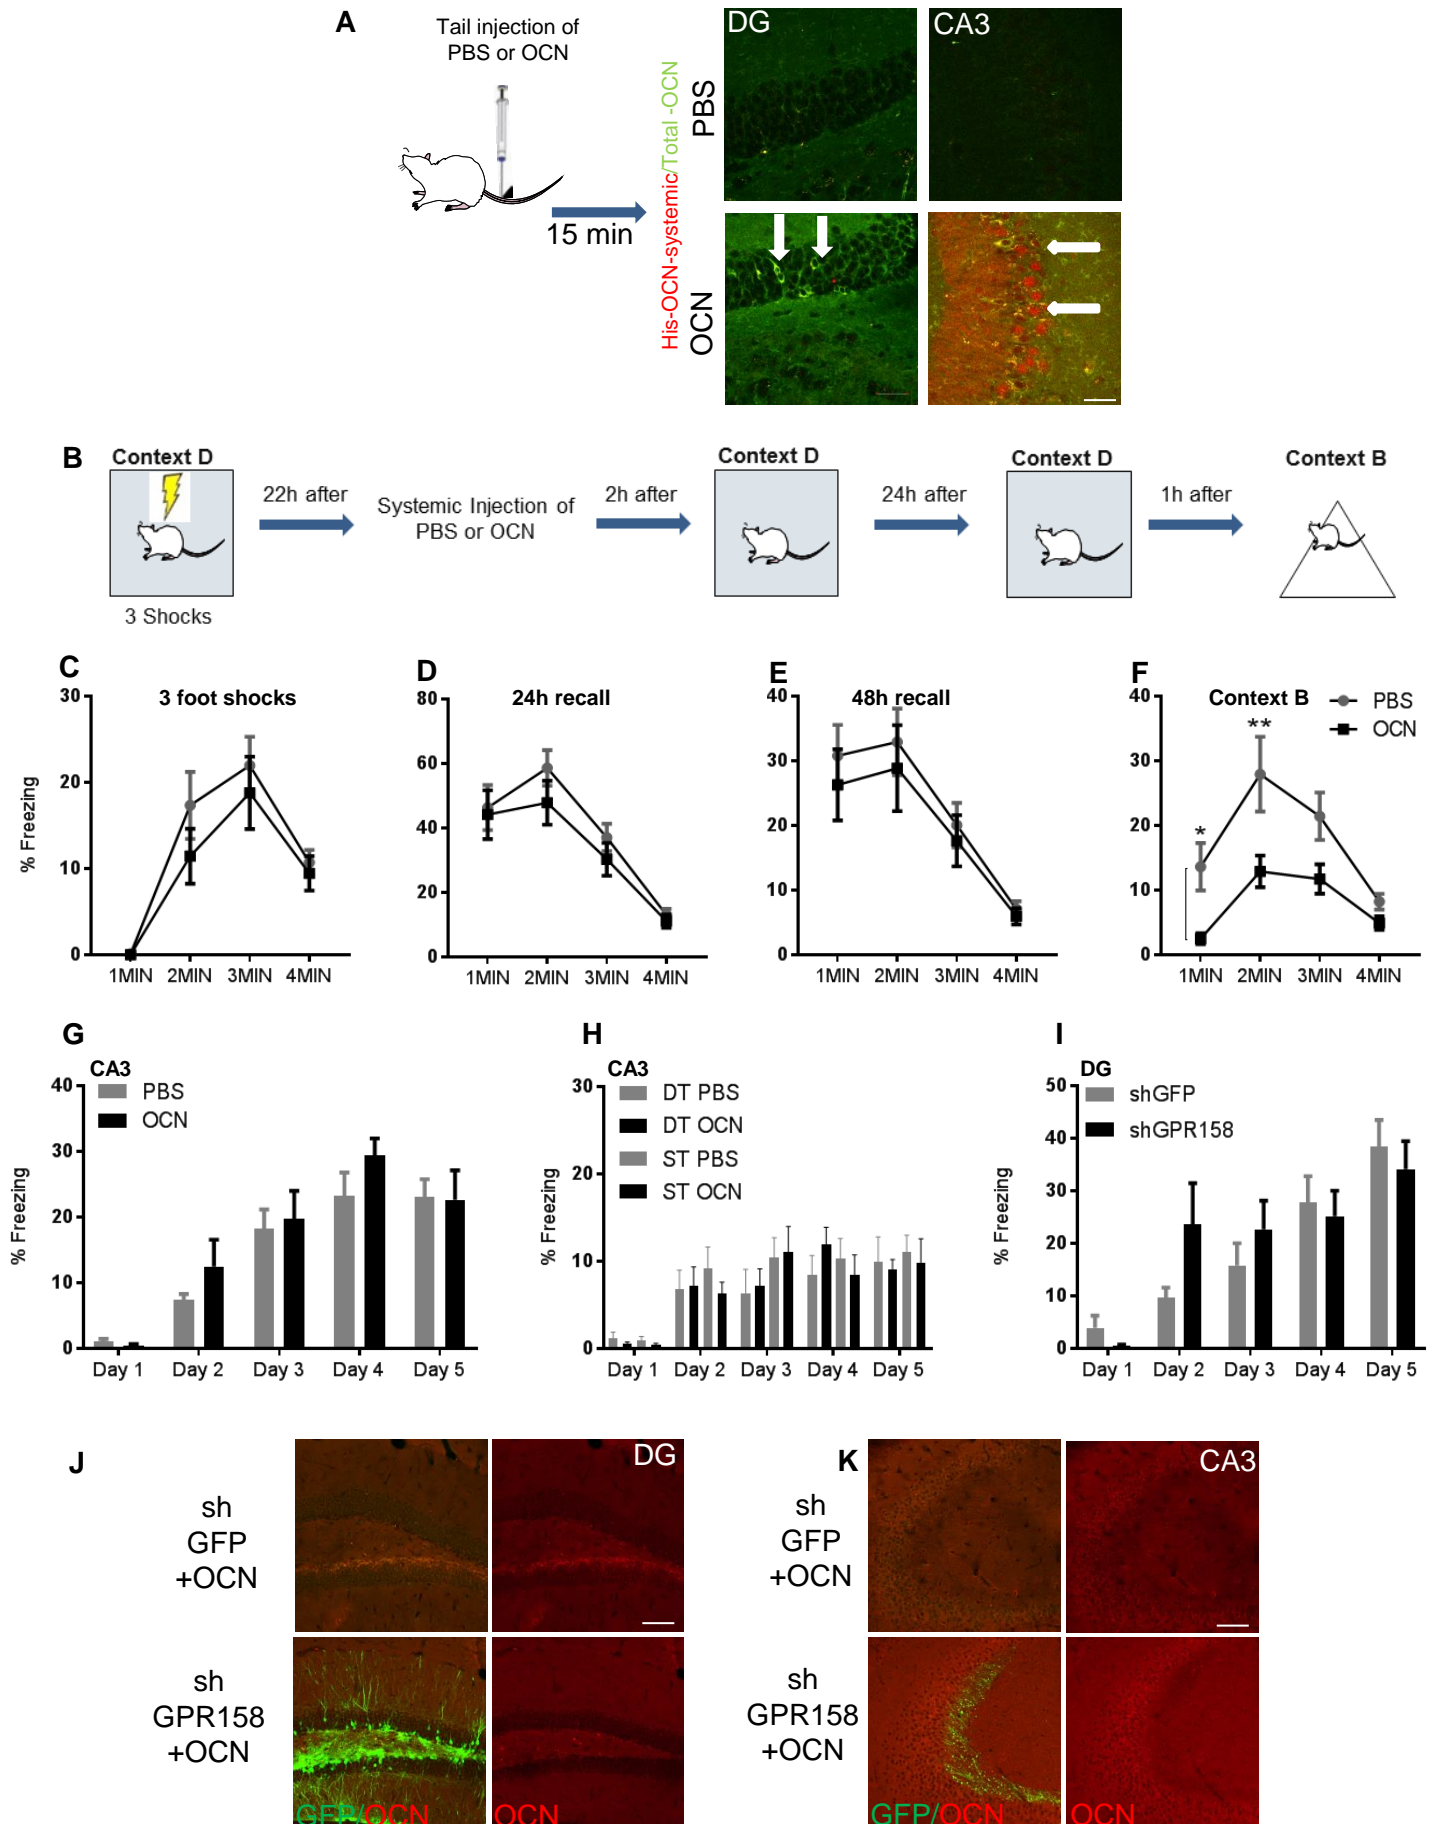 A
Tail injection of
PBS or OCN
15 min
His-OCN-systemic/Total -OCN
PBS
OCN
DG
CA3
B
Context D
3 Shocks
22h after
Systemic Injection of
PBS or OCN
2h after
Context D
24h after
Context D
1h after
Context B
C
3 foot shocks
% Freezing
30
20
10
0
1MIN 2MIN 3MIN 4MIN
D
24h recall
80
60
40
20
0
1MIN 2MIN 3MIN 4MIN
E
48h recall
40
30
20
10
0
1MIN 2MIN 3MIN 4MIN
F
Context B
PBS
OCN
40
30
20
10
0
*
**
1MIN 2MIN 3MIN 4MIN
G
CA3
PBS
OCN
% Freezing
40
30
20
10
0
Day 1 Day 2 Day 3 Day 4 Day 5
H
CA3
DT PBS
DT OCN
ST PBS
ST OCN
% Freezing
30
20
10
0
Day 1 Day 2 Day 3 Day 4 Day 5
I
DG
shGFP
shGPR158
% Freezing
50
40
30
20
10
0
Day 1 Day 2 Day 3 Day 4 Day 5
J
DG
sh
GFP
+OCN
sh
GPR158
+OCN
GFP/OCN
OCN
K
CA3
sh
GFP
+OCN
sh
GPR158
+OCN
GFP/OCN
OCN